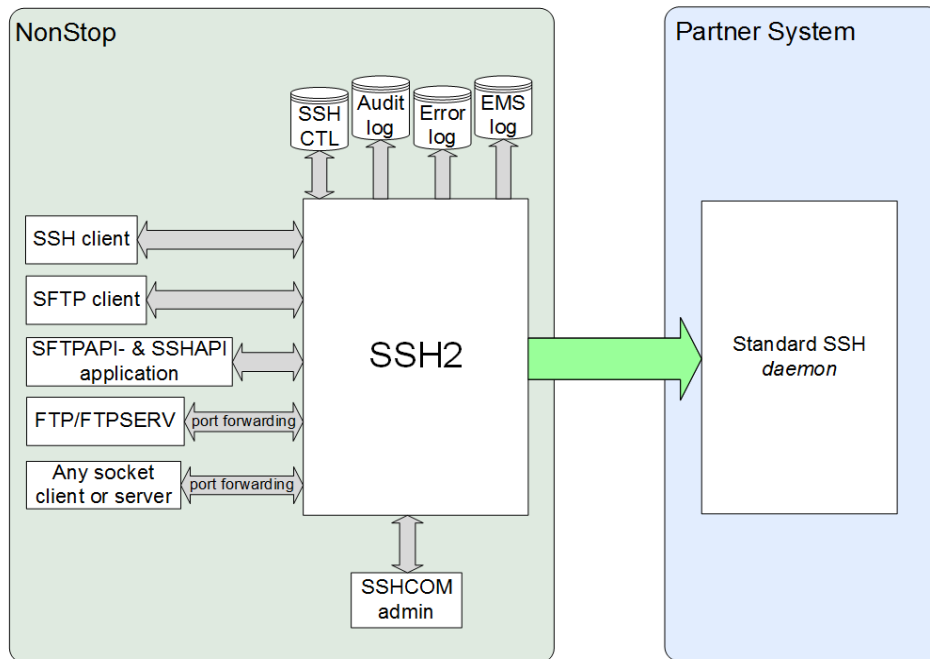 NonStop
Partner System
SSH
CTL
Audit
log
Error
log
EMS
log
SSH client
SFTP client
SFTPAPI- & SSHAPI
application
FTP/FTPSERV
port forwarding
Any socket
client or server
port forwarding
SSH2
Standard SSH
daemon
SSHCOM
admin